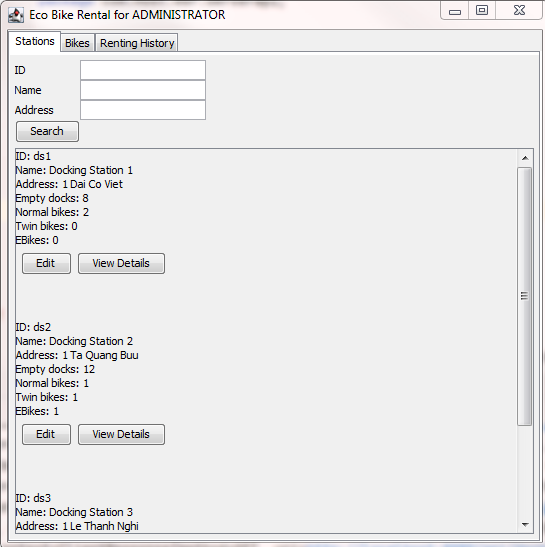 Eco Bike Rental for ADMINISTRATOR
Stations Bikes Renting History
ID
Name
Address
Search
ID: ds1
Name: Docking Station 1
Address: 1 Dai Co Viet
Empty docks: 8
Normal bikes: 2
Twin bikes: 0
EBikes: 0
Edit View Details
ID: ds2
Name: Docking Station 2
Address: 1 Ta Quang Buu
Empty docks: 12
Normal bikes: 1
Twin bikes: 1
EBikes: 1
Edit View Details
ID: ds3
Name: Docking Station 3
Address: 1 Le Thanh Nghi